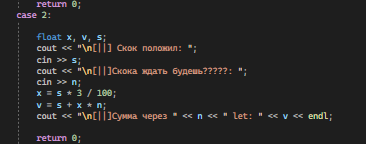 return 0;
case 2:
float x, v, s;
cout << "\n[||] Скок положил: ";
cin >> s;
cout << "\n[||]Скока ждать будешь?????: ";
cin >> n;
x = s * 3 / 100;
v = s + x * n;
cout << "\n[||]Сумма через " << n << " let: " << v << endl;
return 0;